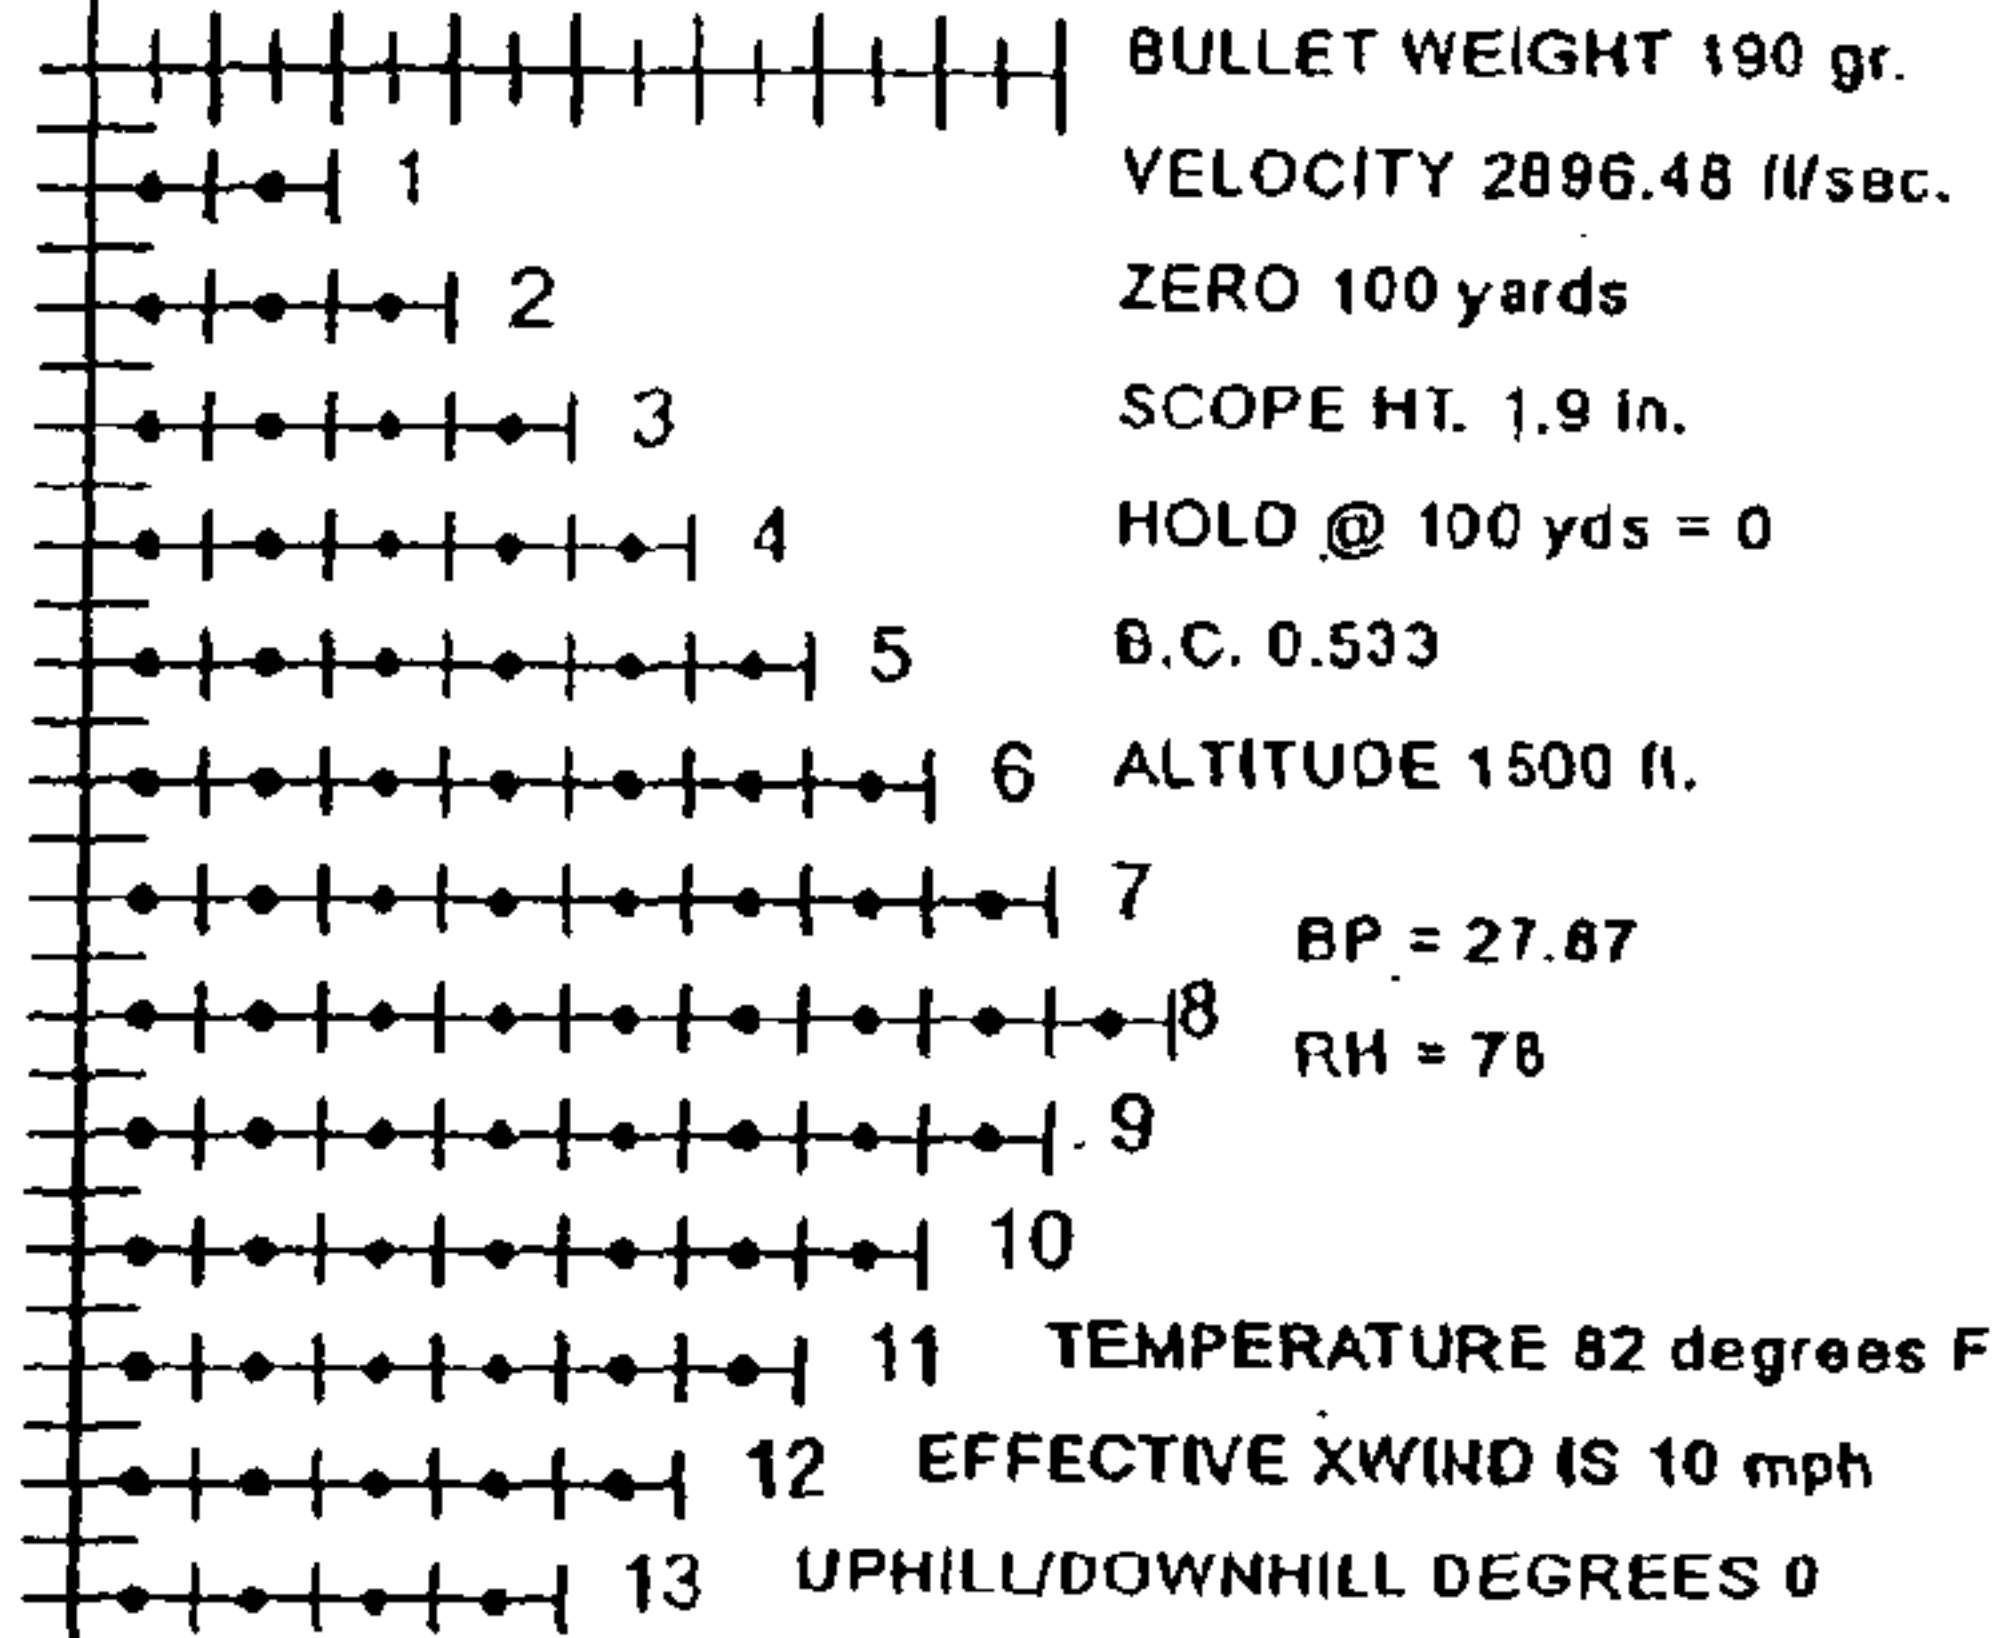 BULLET WEIGHT 190 gr.
1 VELOCITY 2896.48 ft/sec.
2 ZERO 100 yards
3 SCOPE HT. 1.9 in.
4 HOLD @ 100 yds = 0
5 B.C. 0.533
6 ALTITUDE 1500 ft.
7
BP = 27.67
8
RH = 78
9
10
11 TEMPERATURE 82 degrees F
12 EFFECTIVE XWIND IS 10 mph
13 UPHILL/DOWNHILL DEGREES 0